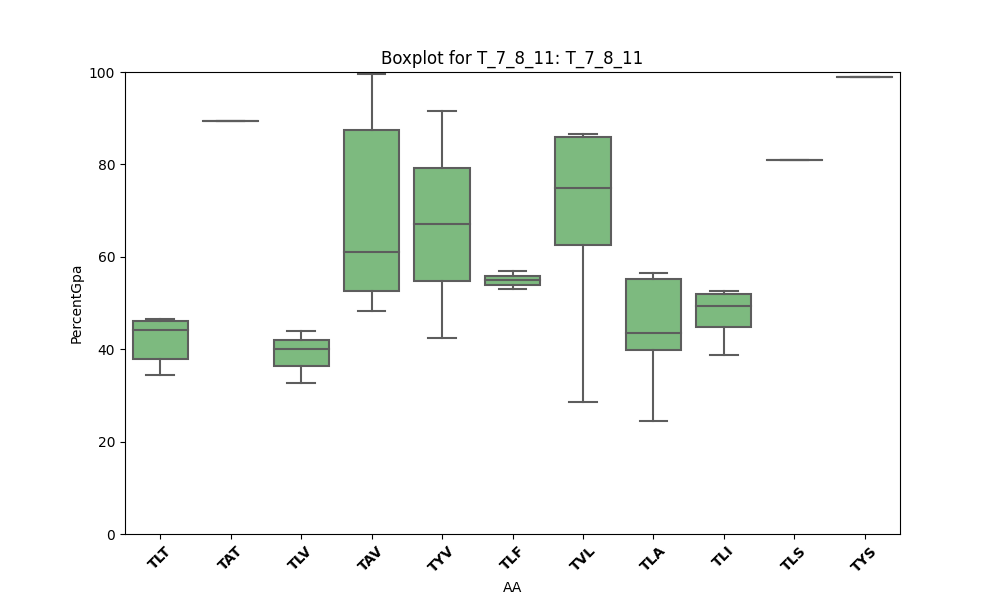 Boxplot for T_7_8_11: T_7_8_11
PercentGpa
100
80
60
40
20
0
TLT TAT TLV TAV TYV TLF TVL TLA TLI TLS TYS
AA